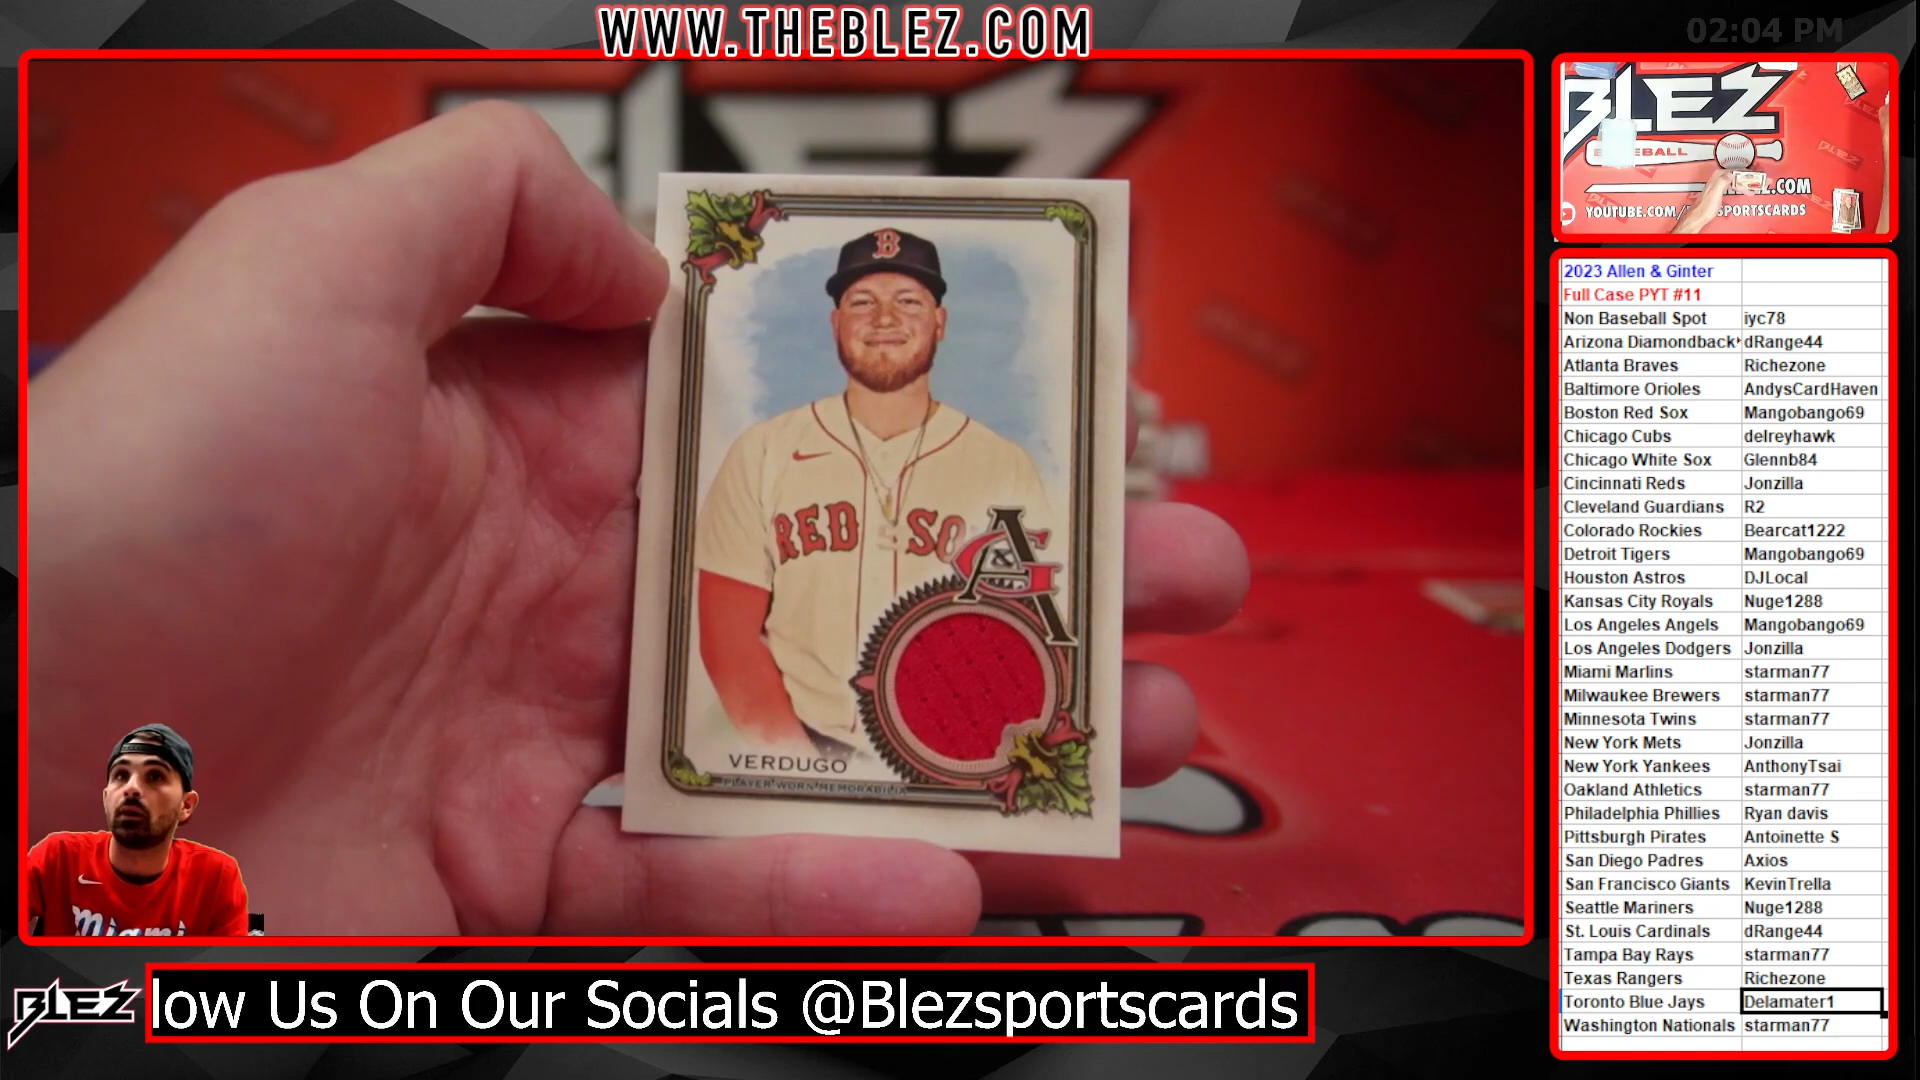 WWW.THEBLEZ.COM
02:04 PM
BLEZ
B
RED SO
A&G
VERDUGO
PLAYER WORN MEMORABILIA
BLEZ
BLEZ
.COM
YOUTUBE.COM/ SPORTSCARDS
2023 Allen & Ginter
Full Case PYT #11
Non Baseball Spot iyc78
Arizona Diamondback dRange44
Atlanta Braves Richezone
Baltimore Orioles AndysCardHaven
Boston Red Sox Mangobango69
Chicago Cubs delreyhawk
Chicago White Sox Glennb84
Cincinnati Reds Jonzilla
Cleveland Guardians R2
Colorado Rockies Bearcat1222
Detroit Tigers Mangobango69
Houston Astros DJLocal
Kansas City Royals Nuge1288
Los Angeles Angels Mangobango69
Los Angeles Dodgers Jonzilla
Miami Marlins starman77
Milwaukee Brewers starman77
Minnesota Twins starman77
New York Mets Jonzilla
New York Yankees AnthonyTsai
Oakland Athletics starman77
Philadelphia Phillies Ryan davis
Pittsburgh Pirates Antoinette S
San Diego Padres Axios
San Francisco Giants KevinTrella
Seattle Mariners Nuge1288
St. Louis Cardinals dRange44
Tampa Bay Rays starman77
Texas Rangers Richezone
Toronto Blue Jays Delamater1
Washington Nationals starman77
Miami
BLEZ
low Us On Our Socials @Blezsportscards